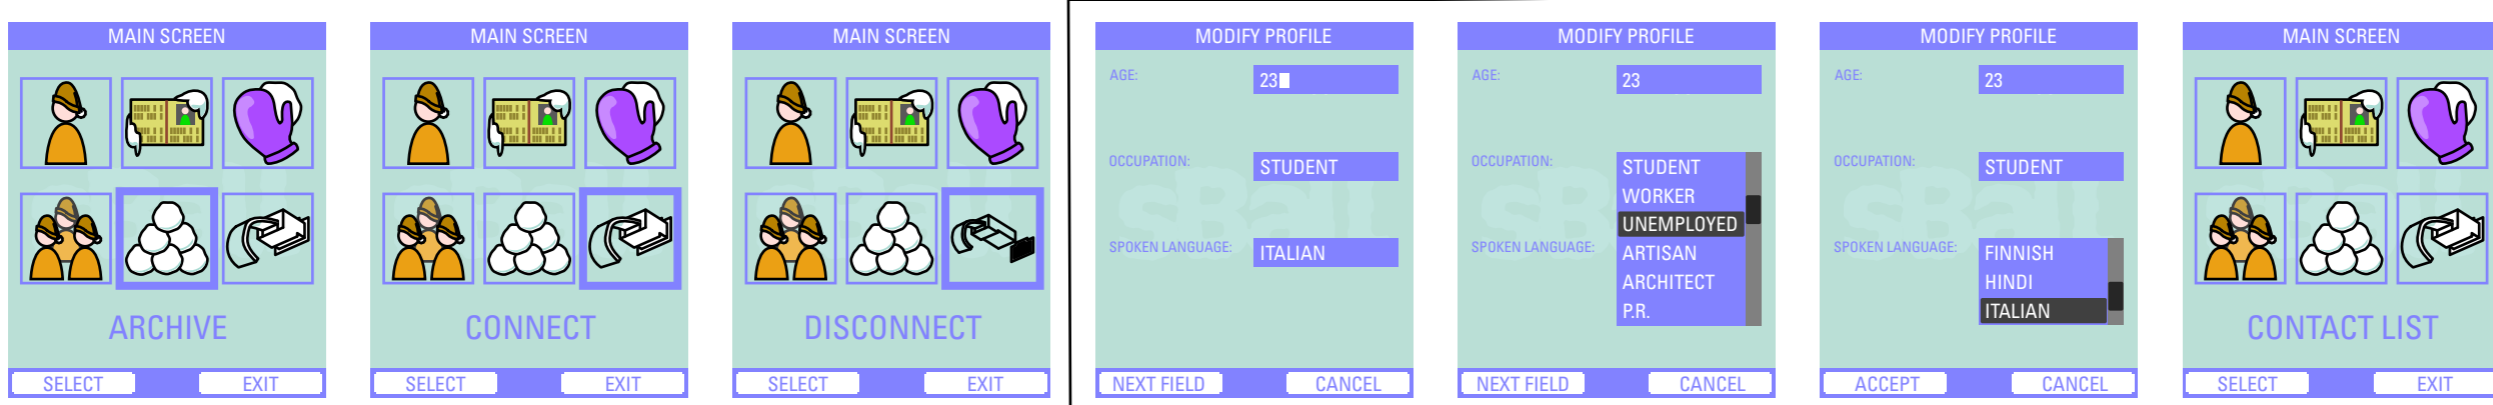 MAIN SCREEN
ARCHIVE
SELECT EXIT
MAIN SCREEN
CONNECT
SELECT EXIT
MAIN SCREEN
DISCONNECT
SELECT EXIT
MODIFY PROFILE
AGE: 23
OCCUPATION: STUDENT
SPOKEN LANGUAGE: ITALIAN
NEXT FIELD CANCEL
MODIFY PROFILE
AGE: 23
OCCUPATION: STUDENT
WORKER
UNEMPLOYED
SPOKEN LANGUAGE: ARTISAN
ARCHITECT
P.R.
NEXT FIELD CANCEL
MODIFY PROFILE
AGE: 23
OCCUPATION: STUDENT
SPOKEN LANGUAGE: FINNISH
HINDI
ITALIAN
ACCEPT CANCEL
MAIN SCREEN
CONTACT LIST
SELECT EXIT